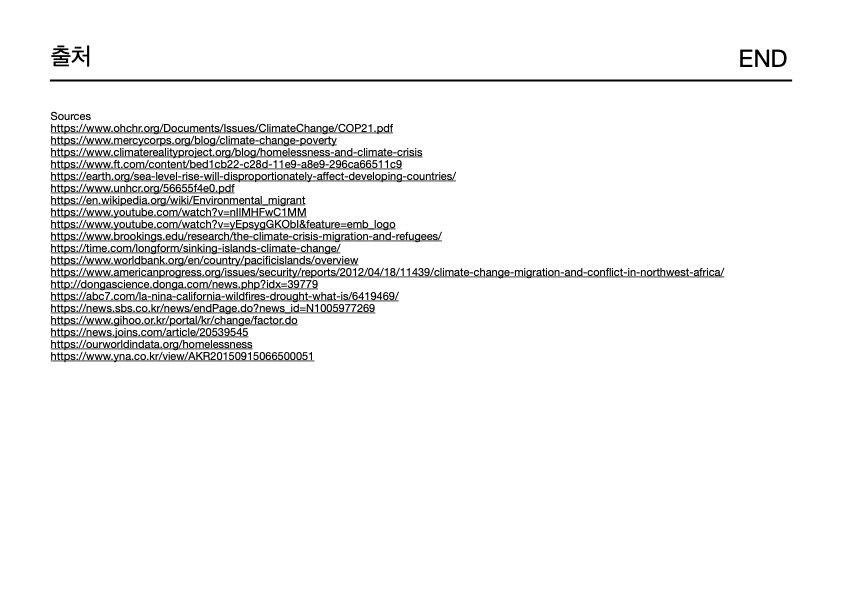 출처
END
Sources
https://www.ohchr.org/Documents/Issues/ClimateChange/COP21.pdf
https://www.mercycorps.org/blog/climate-change-poverty
https://www.climaterealityproject.org/blog/homelessness-and-climate-crisis
https://www.ft.com/content/bed1cb22-c28d-11e9-a8e9-296ca66511c9
https://earth.org/sea-level-rise-will-disproportionately-affect-developing-countries/
https://www.unhcr.org/56655f4e0.pdf
https://en.wikipedia.org/wiki/Environmental_migrant
https://www.youtube.com/watch?v=nIlMHFwC1MM
https://www.youtube.com/watch?v=yEpsygGKObI&feature=emb_logo
https://www.brookings.edu/research/the-climate-crisis-migration-and-refugees/
https://time.com/longform/sinking-islands-climate-change/
https://www.worldbank.org/en/country/pacificislands/overview
https://www.americanprogress.org/issues/security/reports/2012/04/18/11439/climate-change-migration-and-conflict-in-northwest-africa/
http://dongascience.donga.com/news.php?idx=39779
https://abc7.com/la-nina-california-wildfires-drought-what-is/6419469/
https://news.sbs.co.kr/news/endPage.do?news_id=N1005977269
https://www.gihoo.or.kr/portal/kr/change/factor.do
https://news.joins.com/article/20539545
https://ourworldindata.org/homelessness
https://www.yna.co.kr/view/AKR20150915066500051